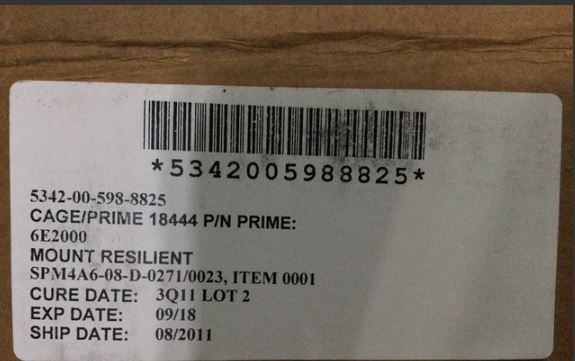 *5342005988825*
5342-00-598-8825
CAGE/PRIME 18444 P/N PRIME:
6E2000
MOUNT RESILIENT
SPM4A6-08-D-0271/0023, ITEM 0001
CURE DATE: 3Q11 LOT 2
EXP DATE: 09/18
SHIP DATE: 08/2011